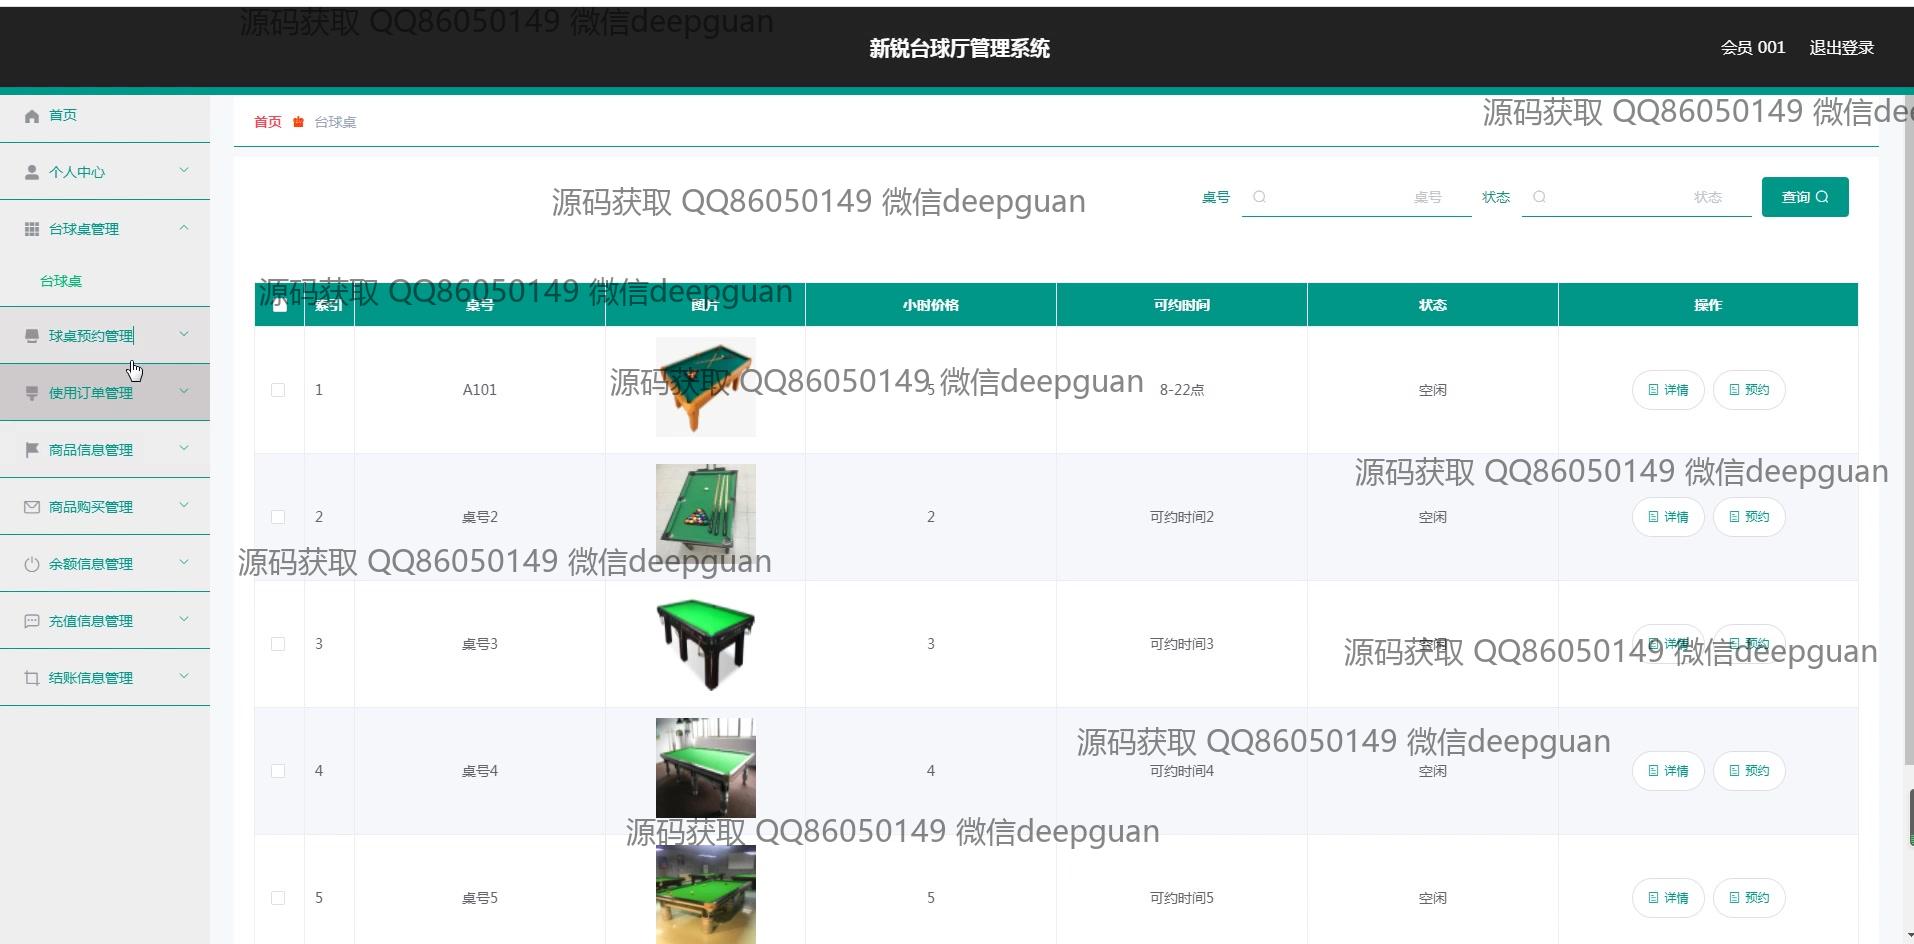 源码获取 QQ86050149 微信deepguan
新锐台球厅管理系统
会员 001 退出登录
首页
个人中心
台球桌管理
台球桌
球桌预约管理
使用订单管理
商品信息管理
商品购买管理
余额信息管理
充值信息管理
结账信息管理
首页 台球桌
源码获取 QQ86050149 微信dee
源码获取 QQ86050149 微信deepguan
桌号 桌号 状态 状态 查询
源码获取 QQ86050149 微信deepguan
索引 桌号 图片 小时价格 可约时间 状态 操作
1 A101 5 8-22点 空闲 详情 预约
源码获取 QQ86050149 微信deepguan
源码获取 QQ86050149 微信deepguan
2 桌号2 2 可约时间2 空闲 详情 预约
源码获取 QQ86050149 微信deepguan
3 桌号3 3 可约时间3 空闲 详情 预约
源码获取 QQ86050149 微信deepguan
源码获取 QQ86050149 微信deepguan
4 桌号4 4 可约时间4 空闲 详情 预约
源码获取 QQ86050149 微信deepguan
5 桌号5 5 可约时间5 空闲 详情 预约